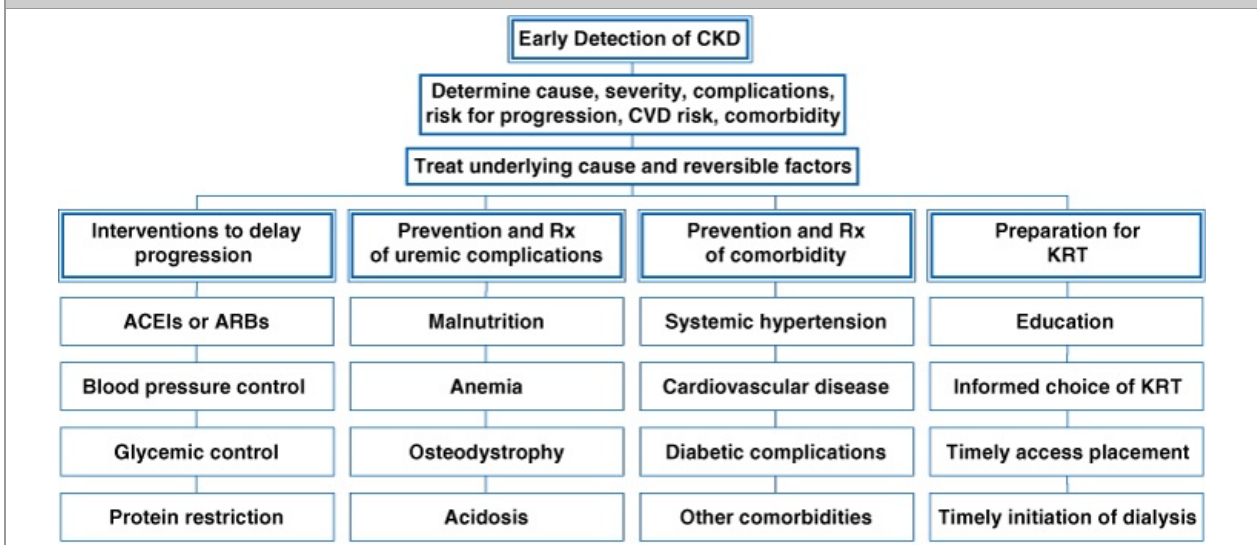 Early Detection of CKD
Determine cause, severity, complications,
risk for progression, CVD risk, comorbidity
Treat underlying cause and reversible factors
Interventions to delay
progression
ACEIs or ARBs
Blood pressure control
Glycemic control
Protein restriction
Prevention and Rx
of uremic complications
Malnutrition
Anemia
Osteodystrophy
Acidosis
Prevention and Rx
of comorbidity
Systemic hypertension
Cardiovascular disease
Diabetic complications
Other comorbidities
Preparation for
KRT
Education
Informed choice of KRT
Timely access placement
Timely initiation of dialysis